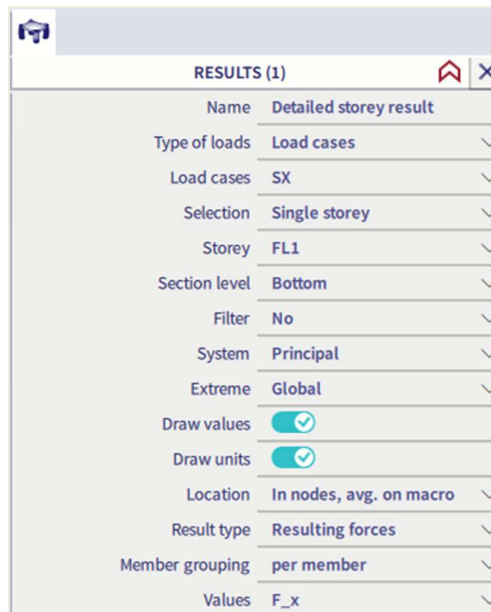 RESULTS (1)
Name Detailed storey result
Type of loads Load cases
Load cases SX
Selection Single storey
Storey FL1
Section level Bottom
Filter No
System Principal
Extreme Global
Draw values
Draw units
Location In nodes, avg. on macro
Result type Resulting forces
Member grouping per member
Values F_x